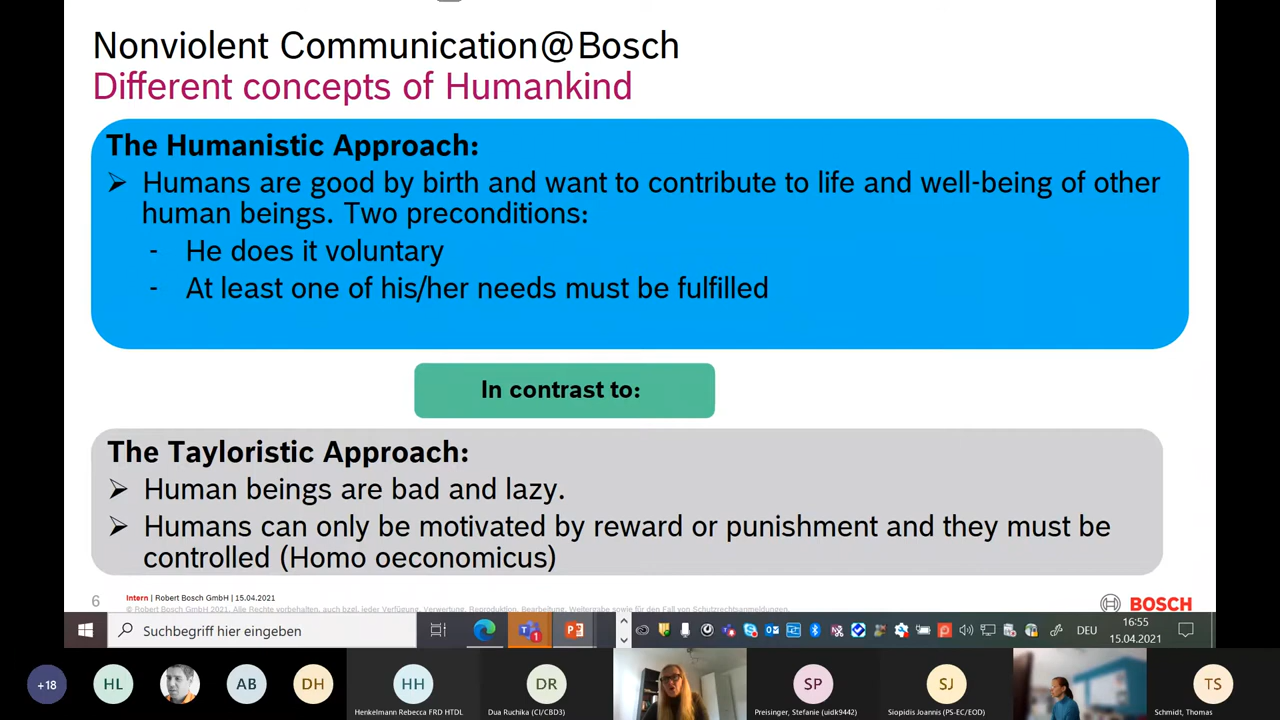 Nonviolent Communication@Bosch
Different concepts of Humankind
The Humanistic Approach:
Humans are good by birth and want to contribute to life and well-being of other
human beings. Two preconditions:
- He does it voluntary
- At least one of his/her needs must be fulfilled
In contrast to:
The Tayloristic Approach:
Human beings are bad and lazy.
Humans can only be motivated by reward or punishment and they must be
controlled (Homo oeconomicus)
6
Intern | Robert Bosch GmbH | 15.04.2021
© Robert Bosch GmbH 2021. Alle Rechte vorbehalten, auch bzgl. jeder Verfügung, Verwertung, Reproduktion, Bearbeitung, Weitergabe sowie für den Fall von Schutzrechtsanmeldungen.
BOSCH
Suchbegriff hier eingeben
DEU
16:55
15.04.2021
+18
HL
AB
DH
HH
DR
SP
SJ
TS
Henkelmann Rebecca FRD HTDL
Dua Ruchika (CI/CBD3)
Preisinger, Stefanie (uidk9442)
Siopidis Joannis (PS-EC/EOD)
Schmidt, Thomas